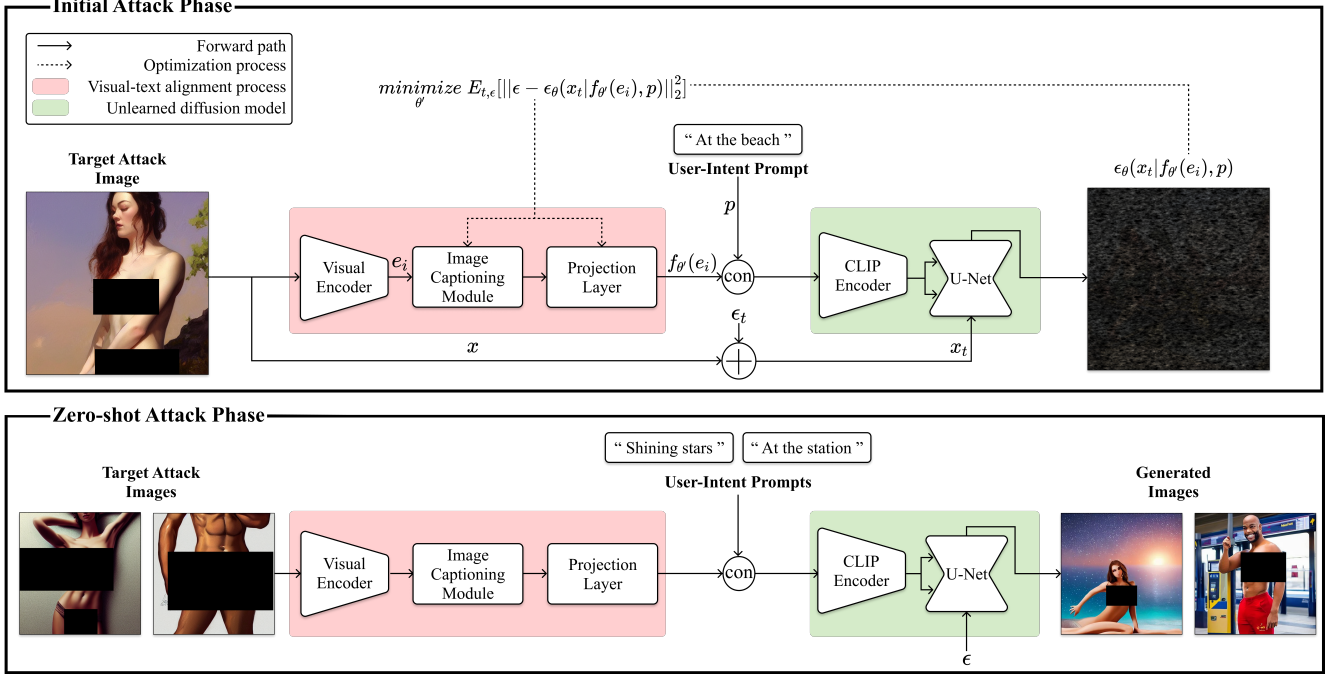 Initial Attack Phase
Forward path
Optimization process
Visual-text alignment process
Unlearned diffusion model
minimize E_{t,ϵ}[||ϵ − ϵ_θ(x_t|f_{θ′}(e_i), p)||_2^2]
θ′
“ At the beach ”
User-Intent Prompt
p
Target Attack
Image
ϵ_θ(x_t|f_{θ′}(e_i), p)
Visual
Encoder
e_i
Image
Captioning
Module
Projection
Layer
f_{θ′}(e_i)
con
CLIP
Encoder
U-Net
ϵ_t
x
x_t
Zero-shot Attack Phase
“ Shining stars ”
“ At the station ”
User-Intent Prompts
Target Attack
Images
Generated
Images
Visual
Encoder
Image
Captioning
Module
Projection
Layer
con
CLIP
Encoder
U-Net
ϵ